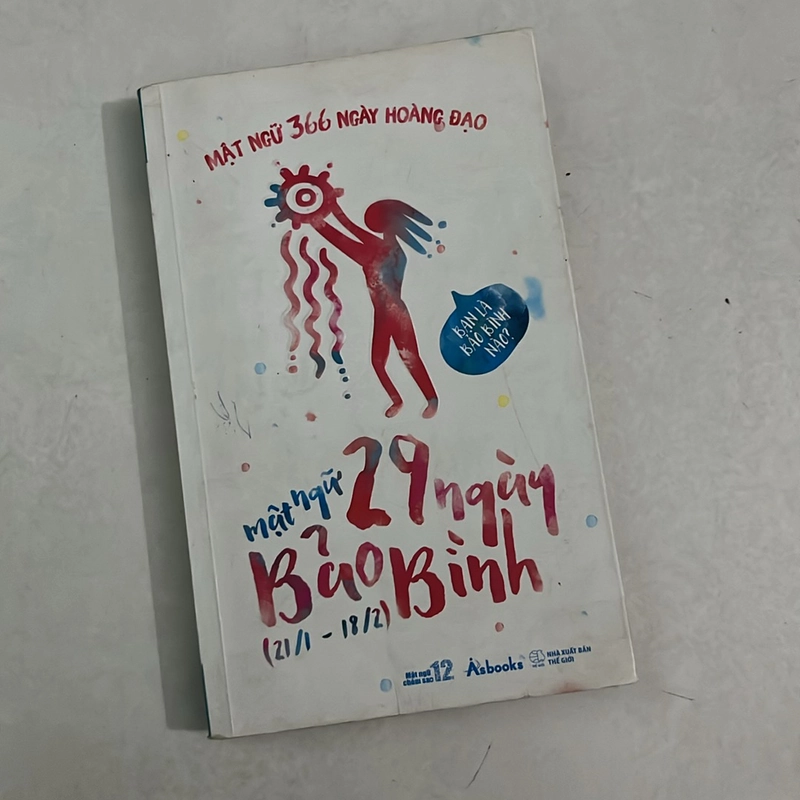 MẬT NGỮ 366 NGÀY HOÀNG ĐẠO
BẠN LÀ
BẢO BÌNH
NÀO?
mật ngữ 29 ngày
Bảo Bình
(21/1 - 18/2)
Mật ngữ 12
chòm sao
Asbooks
NHÀ XUẤT BẢN
THẾ GIỚI